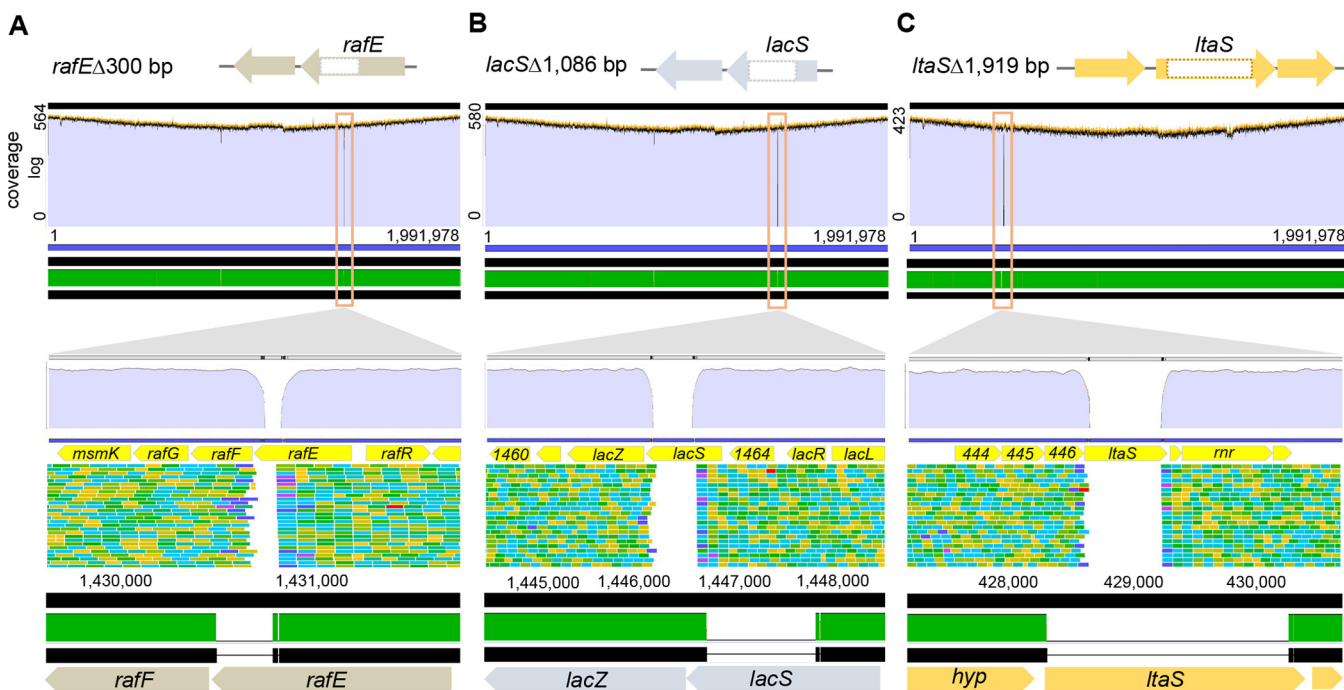 A
rafE
rafEΔ300 bp
564
coverage
log
0
1
1,991,978
msmK
rafG
rafF
rafE
rafR
1,430,000
1,431,000
rafF
rafE
B
lacS
lacSΔ1,086 bp
580
0
1
1,991,978
1460
lacZ
lacS
1464
lacR
lacL
1,445,000
1,446,000
1,447,000
1,448,000
lacZ
lacS
C
ltaS
ltaSΔ1,919 bp
423
0
1
1,991,978
444
445
446
ltaS
rnr
428,000
429,000
430,000
hyp
ltaS